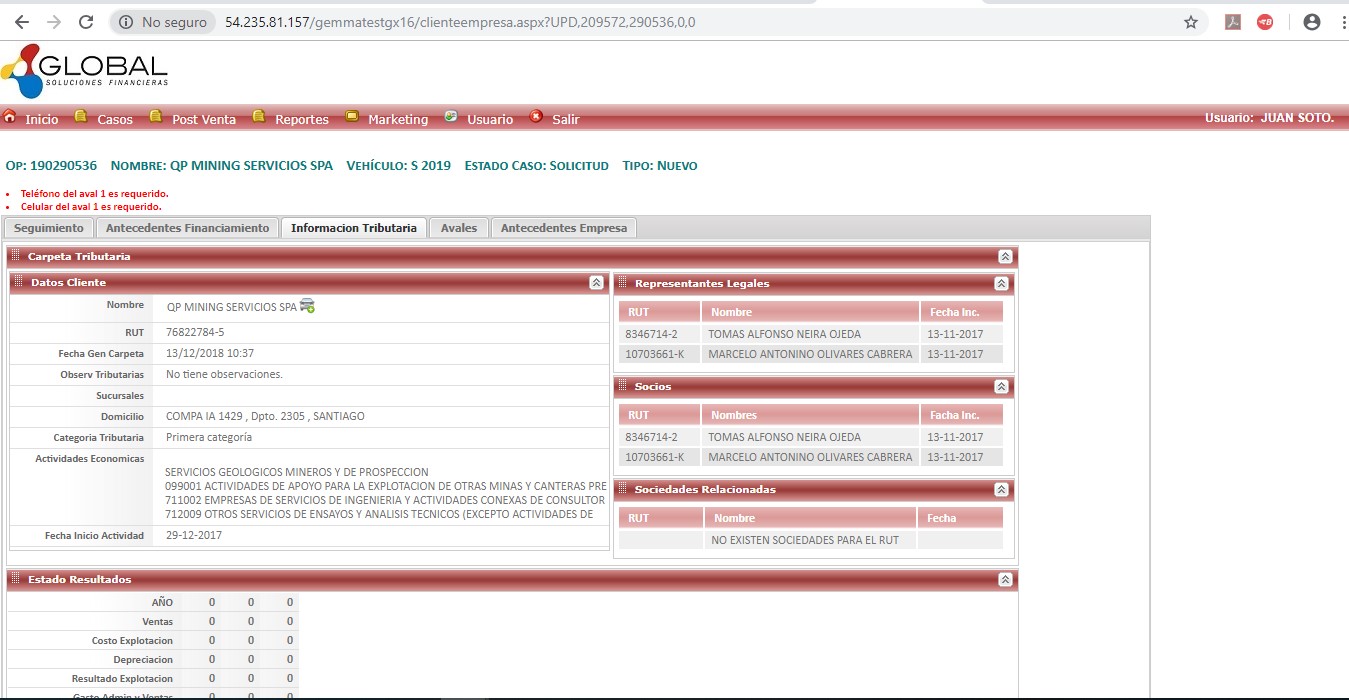 No seguro 54.235.81.157/gemmatestgx16/clienteempresa.aspx?UPD,209572,290536,0,0
GLOBAL
SOLUCIONES FINANCIERAS
Inicio Casos Post Venta Reportes Marketing Usuario Salir Usuario: JUAN SOTO.
OP: 190290536 NOMBRE: QP MINING SERVICIOS SPA VEHÍCULO: S 2019 ESTADO CASO: SOLICITUD TIPO: NUEVO
Teléfono del aval 1 es requerido.
Celular del aval 1 es requerido.
Seguimiento Antecedentes Financiamiento Informacion Tributaria Avales Antecedentes Empresa
Carpeta Tributaria
Datos Cliente
Nombre QP MINING SERVICIOS SPA
RUT 76822784-5
Fecha Gen Carpeta 13/12/2018 10:37
Observ Tributarias No tiene observaciones.
Sucursales
Domicilio COMPA IA 1429 , Dpto. 2305 , SANTIAGO
Categoria Tributaria Primera categoría
Actividades Economicas
SERVICIOS GEOLOGICOS MINEROS Y DE PROSPECCION
099001 ACTIVIDADES DE APOYO PARA LA EXPLOTACION DE OTRAS MINAS Y CANTERAS PRE
711002 EMPRESAS DE SERVICIOS DE INGENIERIA Y ACTIVIDADES CONEXAS DE CONSULTOR
712009 OTROS SERVICIOS DE ENSAYOS Y ANALISIS TECNICOS (EXCEPTO ACTIVIDADES DE
Fecha Inicio Actividad 29-12-2017
Representantes Legales
RUT Nombre Fecha Inc.
8346714-2 TOMAS ALFONSO NEIRA OJEDA 13-11-2017
10703661-K MARCELO ANTONINO OLIVARES CABRERA 13-11-2017
Socios
RUT Nombres Facha Inc.
8346714-2 TOMAS ALFONSO NEIRA OJEDA 13-11-2017
10703661-K MARCELO ANTONINO OLIVARES CABRERA 13-11-2017
Sociedades Relacionadas
RUT Nombre Fecha
NO EXISTEN SOCIEDADES PARA EL RUT
Estado Resultados
AÑO 0 0 0
Ventas 0 0 0
Costo Explotacion 0 0 0
Depreciacion 0 0 0
Resultado Explotacion 0 0 0
Gasto Admin y Ventas 0 0 0